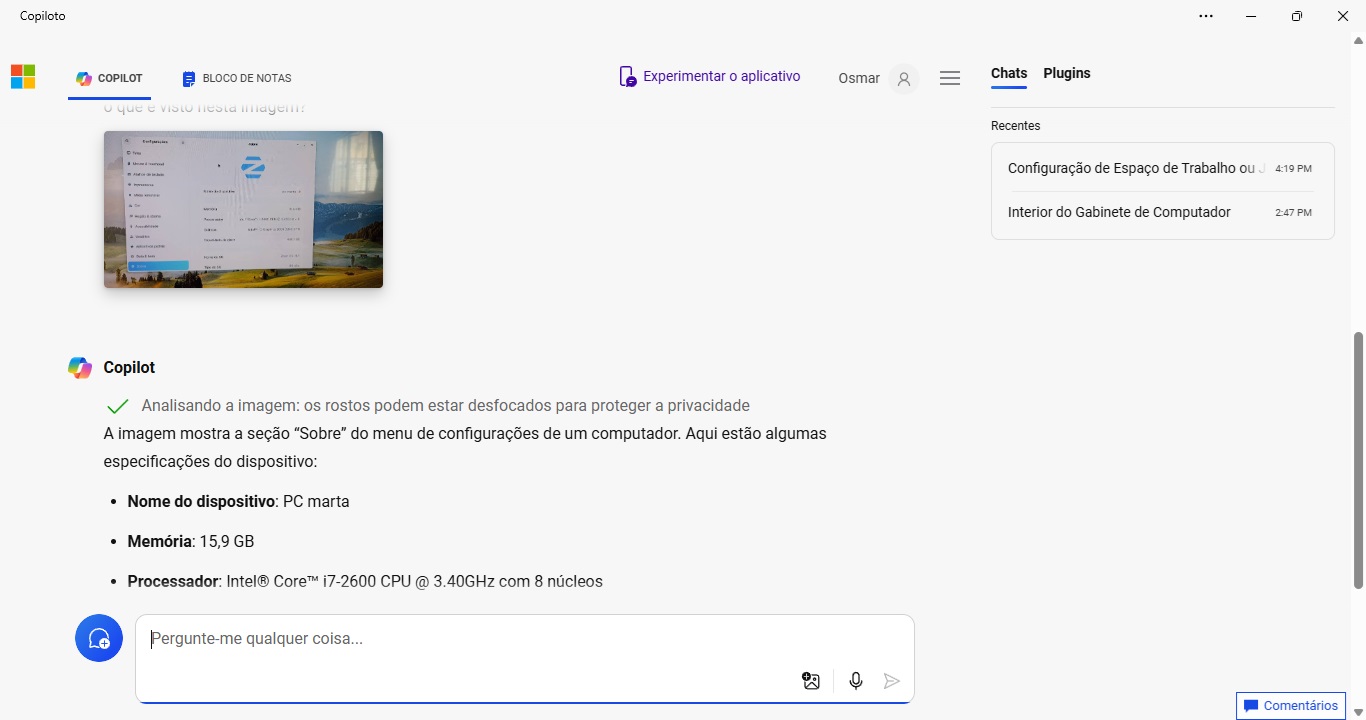 Copiloto
COPILOT
BLOCO DE NOTAS
Experimentar o aplicativo
Osmar
Chats
Plugins
o que é visto nesta imagem?
Recentes
Configuração de Espaço de Trabalho ou J
4:19 PM
Interior do Gabinete de Computador
2:47 PM
Configurações
Sobre
Copilot
Analisando a imagem: os rostos podem estar desfocados para proteger a privacidade
A imagem mostra a seção “Sobre” do menu de configurações de um computador. Aqui estão algumas
especificações do dispositivo:
• Nome do dispositivo: PC marta
• Memória: 15,9 GB
• Processador: Intel® Core™ i7-2600 CPU @ 3.40GHz com 8 núcleos
Pergunte-me qualquer coisa...
Comentários